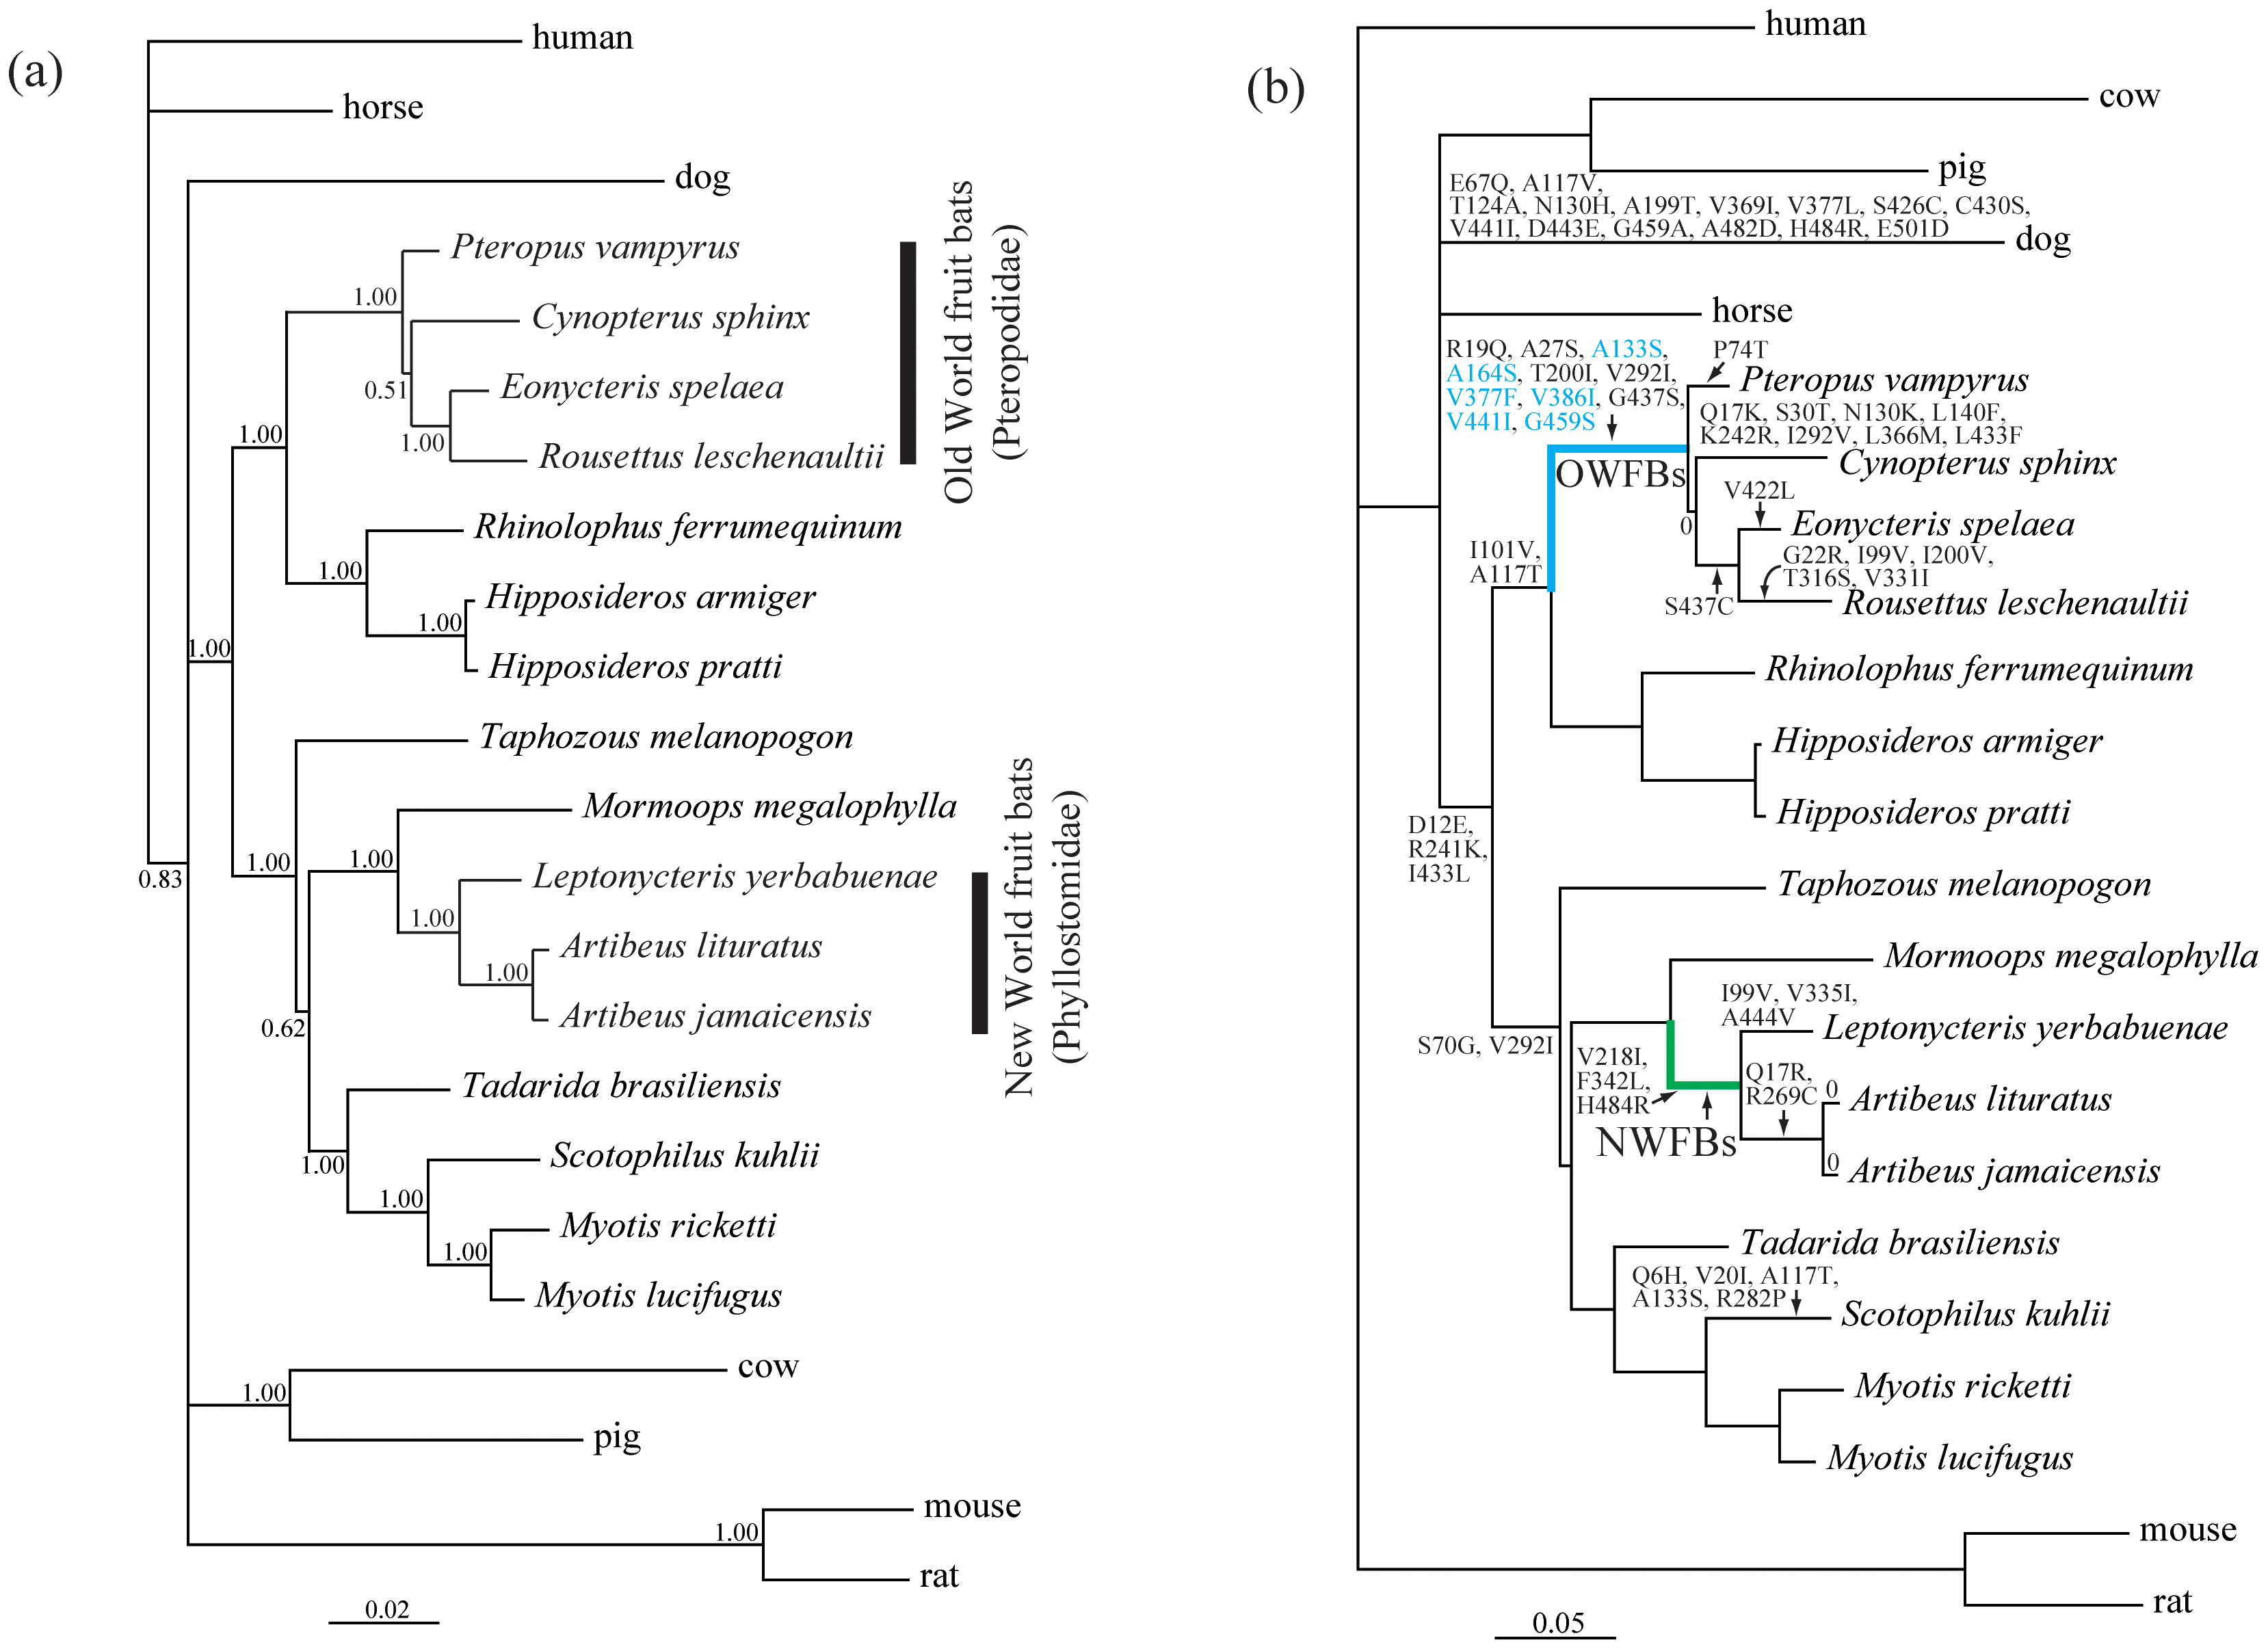 (a)
human
horse
dog
Pteropus vampyrus
1.00
Cynopterus sphinx
0.51
Eonycteris spelaea
1.00
1.00
Rousettus leschenaultii
Old World fruit bats
(Pteropodidae)
Rhinolophus ferrumequinum
1.00
Hipposideros armiger
1.00
1.00
Hipposideros pratti
Taphozous melanopogon
Mormoops megalophylla
0.83
1.00
1.00
Leptonycteris yerbabuenae
1.00
Artibeus lituratus
1.00
Artibeus jamaicensis
0.62
New World fruit bats
(Phyllostomidae)
Tadarida brasiliensis
1.00
Scotophilus kuhlii
1.00
Myotis ricketti
1.00
Myotis lucifugus
cow
1.00
pig
mouse
1.00
rat
0.02
(b)
human
cow
pig
E67Q, A117V,
T124A, N130H, A199T, V369I, V377L, S426C, C430S,
V441I, D443E, G459A, A482D, H484R, E501D
dog
horse
R19Q, A27S, A133S,
A164S, T200I, V292I,
V377F, V386I, G437S,
V441I, G459S
OWFBs
P74T
Pteropus vampyrus
Q17K, S30T, N130K, L140F,
K242R, I292V, L366M, L433F
Cynopterus sphinx
V422L
0
Eonycteris spelaea
G22R, I99V, I200V,
T316S, V331I
S437C
Rousettus leschenaultii
I101V,
A117T
Rhinolophus ferrumequinum
Hipposideros armiger
Hipposideros pratti
D12E,
R241K,
I433L
Taphozous melanopogon
Mormoops megalophylla
I99V, V335I,
A444V
Leptonycteris yerbabuenae
S70G, V292I
V218I,
F342L,
H484R
NWFBs
Q17R,
R269C
0
Artibeus lituratus
0
Artibeus jamaicensis
Tadarida brasiliensis
Q6H, V20I, A117T,
A133S, R282P
Scotophilus kuhlii
Myotis ricketti
Myotis lucifugus
mouse
rat
0.05